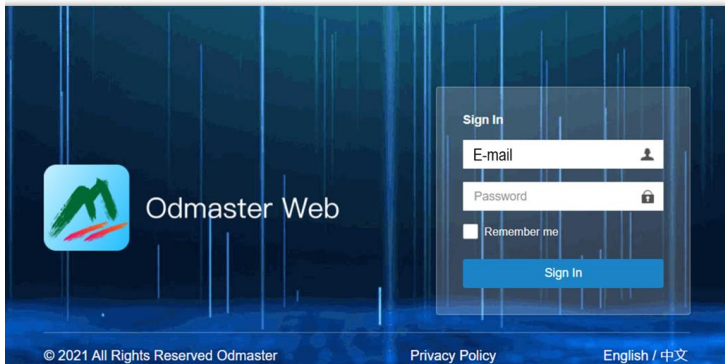 Sign In
E-mail
Password
Odmaster Web
Remember me
Sign In
© 2021 All Rights Reserved Odmaster
Privacy Policy
English / 中文